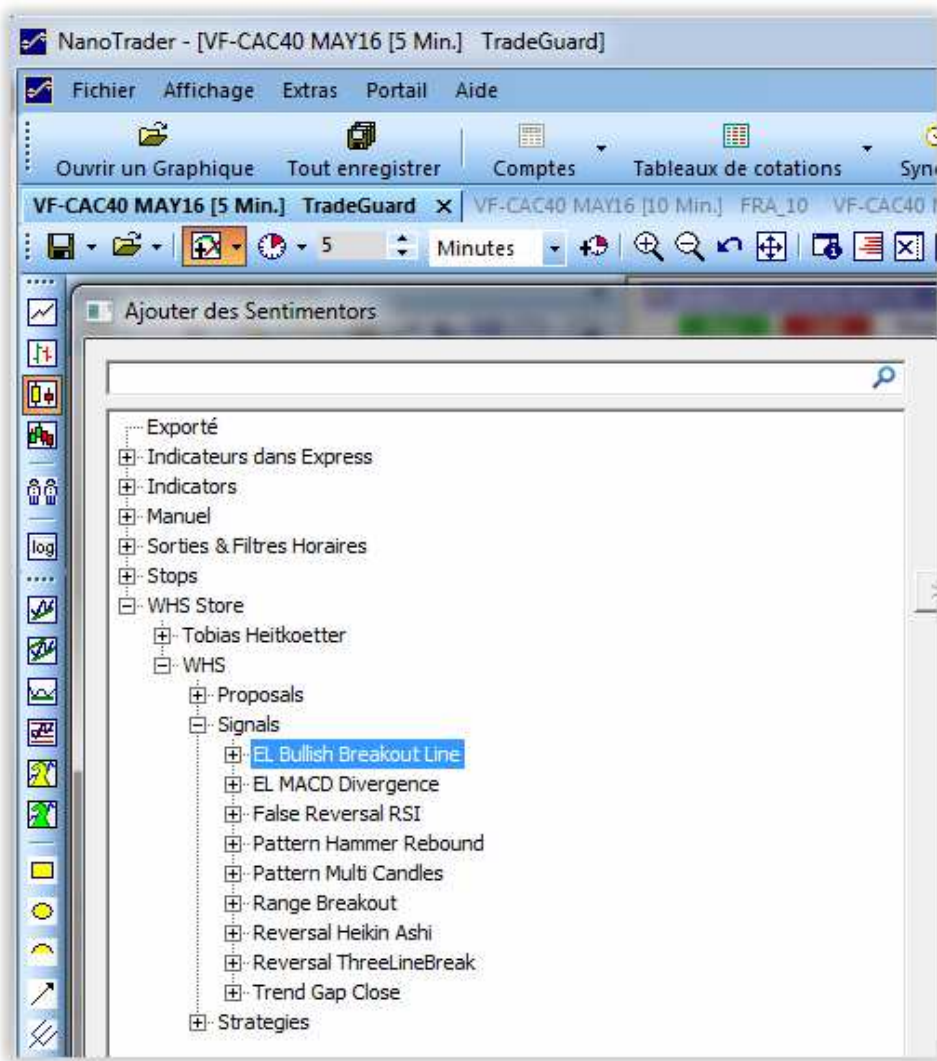 NanoTrader - [VF-CAC40 MAY16 [5 Min.]  TradeGuard]
Fichier Affichage Extras Portail Aide
Ouvrir un Graphique Tout enregistrer Comptes Tableaux de cotations
VF-CAC40 MAY16 [5 Min.]  TradeGuard VF-CAC40 MAY16 [10 Min.]  FRA_10 VF-CAC40
5 Minutes
Ajouter des Sentimentors
Exporté
Indicateurs dans Express
Indicators
Manuel
log
Sorties & Filtres Horaires
Stops
WHS Store
Tobias Heitkoetter
WHS
Proposals
Signals
EL Bullish Breakout Line
EL MACD Divergence
False Reversal RSI
Pattern Hammer Rebound
Pattern Multi Candles
Range Breakout
Reversal Heikin Ashi
Reversal ThreeLineBreak
Trend Gap Close
Strategies